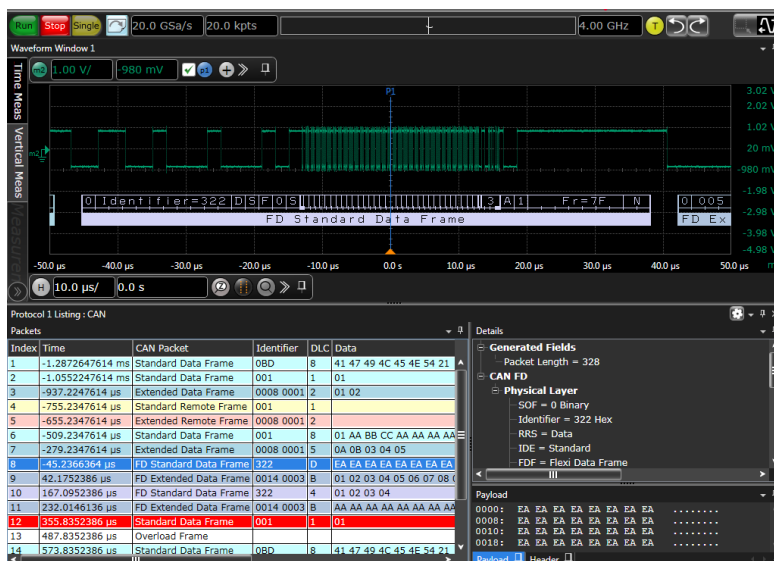 Run Stop Single 20.0 GSa/s 20.0 kpts 4.00 GHz T
Waveform Window 1
Time Meas
Vertical Meas
m2 1.00 V/ -980 mV p1
P1
3.02 V
2.02 V
1.02 V
20 mV
-980 mV
-1.98 V
-2.98 V
-3.98 V
-4.98 V
m2
0 Identifier=322 D S F 0 S 3 A 1 Fr=7F N 0 005
FD Standard Data Frame FD Ex
-50.0 µs -40.0 µs -30.0 µs -20.0 µs -10.0 µs 0.0 s 10.0 µs 20.0 µs 30.0 µs 40.0 µs 50.0 µs
H 10.0 µs/ 0.0 s
Protocol 1 Listing : CAN
Packets
Index Time CAN Packet Identifier DLC Data
1 -1.2872647614 ms Standard Data Frame 0BD 8 41 47 49 4C 45 4E 54 21
2 -1.0552247614 ms Standard Data Frame 001 1 01
3 -937.2247614 µs Extended Data Frame 0008 0001 2 01 02
4 -755.2347614 µs Standard Remote Frame 001 1
5 -655.2347614 µs Extended Remote Frame 0008 0001 2
6 -509.2347614 µs Standard Data Frame 001 8 01 AA BB CC AA AA AA AA
7 -279.2347614 µs Extended Data Frame 0008 0001 5 0A 0B 03 04 05
8 -45.2366364 µs FD Standard Data Frame 322 D EA EA EA EA EA EA EA EA
9 42.1752386 µs FD Extended Data Frame 0014 0003 B 01 02 03 04 05 06 07 08
10 167.0952386 µs FD Standard Data Frame 322 4 01 02 03 04
11 232.0146136 µs FD Extended Data Frame 0014 0003 B AA AA AA AA AA AA AA AA
12 355.8352386 µs Standard Data Frame 001 1 01
13 487.8352386 µs Overload Frame
14 573.8352386 µs Standard Data Frame 0BD 8 41 47 49 4C 45 4E 54 21
Details
Generated Fields
Packet Length = 328
CAN FD
Physical Layer
SOF = 0 Binary
Identifier = 322 Hex
RRS = Data
IDE = Standard
FDF = Flexi Data Frame
Payload
0000: EA EA EA EA EA EA EA EA ........
0008: EA EA EA EA EA EA EA EA ........
0010: EA EA EA EA EA EA EA EA ........
0018: EA EA EA EA EA EA EA EA ........
Payload Header